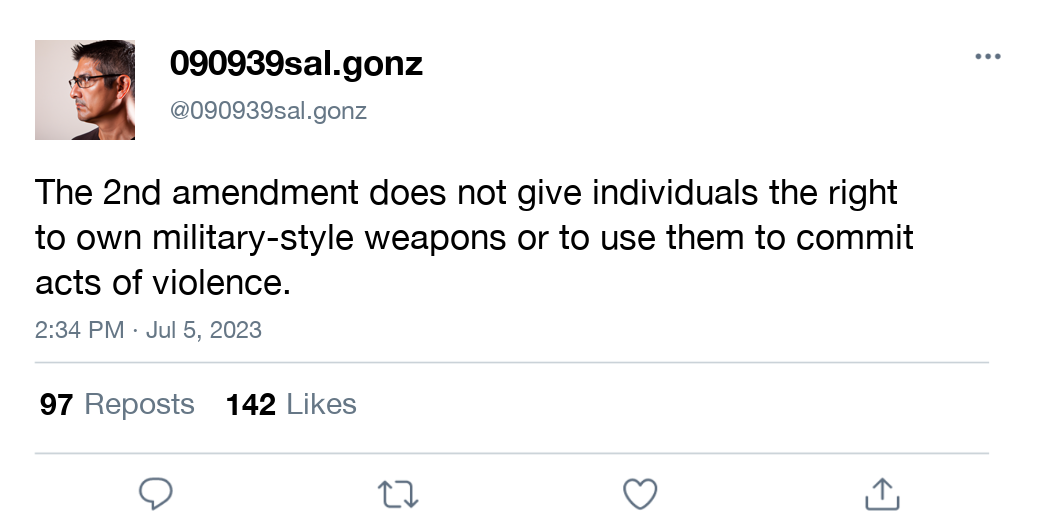 090939sal.gonz
@090939sal.gonz
The 2nd amendment does not give individuals the right
to own military-style weapons or to use them to commit
acts of violence.
2:34 PM · Jul 5, 2023
97 Reposts 142 Likes